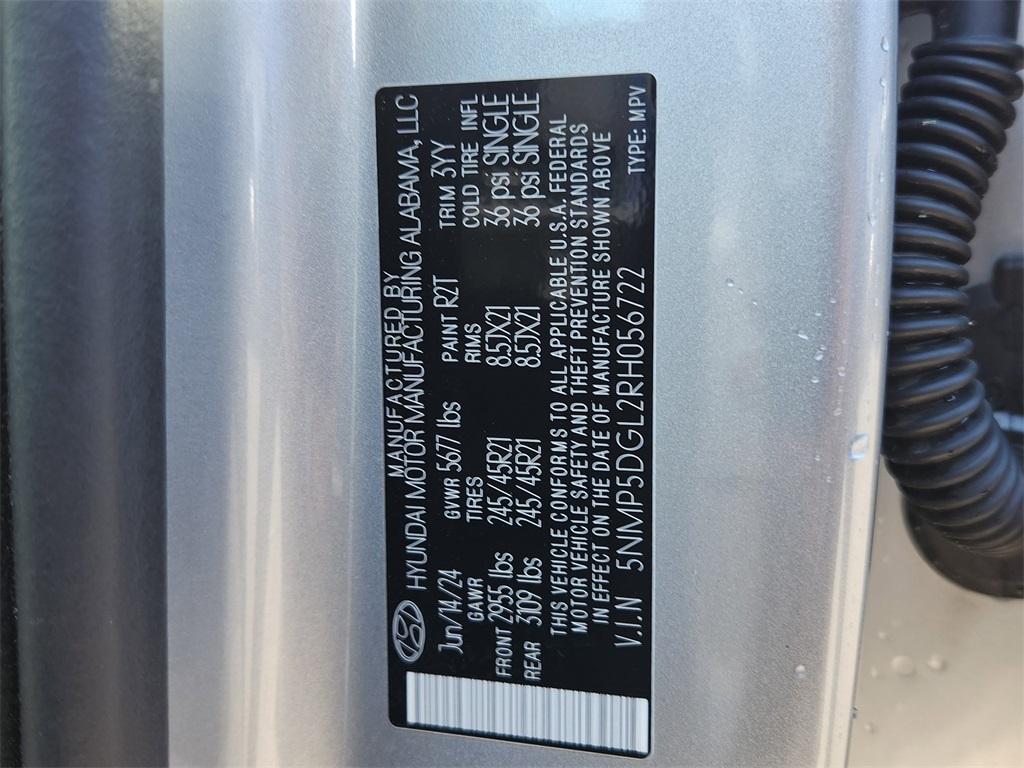 MANUFACTURED BY
HYUNDAI MOTOR MANUFACTURING ALABAMA, LLC
Jun/14/24 GVWR 5677 lbs PAINT R2T TRIM 3YY
GAWR TIRES RIMS COLD TIRE INFL
FRONT 2955 lbs 245/45R21 8.5JX21 36 psi SINGLE
REAR 3109 lbs 245/45R21 8.5JX21 36 psi SINGLE
THIS VEHICLE CONFORMS TO ALL APPLICABLE U.S.A. FEDERAL
MOTOR VEHICLE SAFETY AND THEFT PREVENTION STANDARDS
IN EFFECT ON THE DATE OF MANUFACTURE SHOWN ABOVE
V.I.N 5NMP5DGL2RH056722 TYPE: MPV